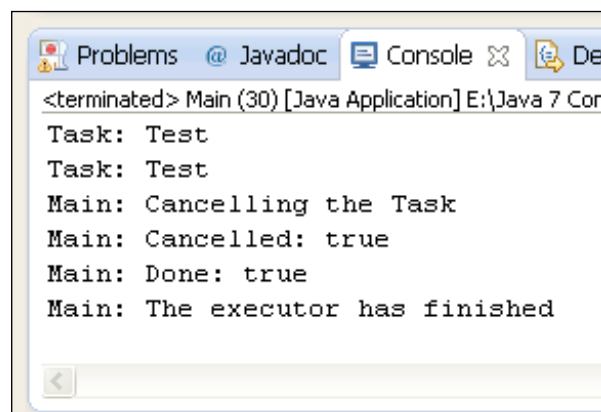 Problems @ Javadoc Console De
<terminated> Main (30) [Java Application] E:\Java 7 Con
Task: Test
Task: Test
Main: Cancelling the Task
Main: Cancelled: true
Main: Done: true
Main: The executor has finished